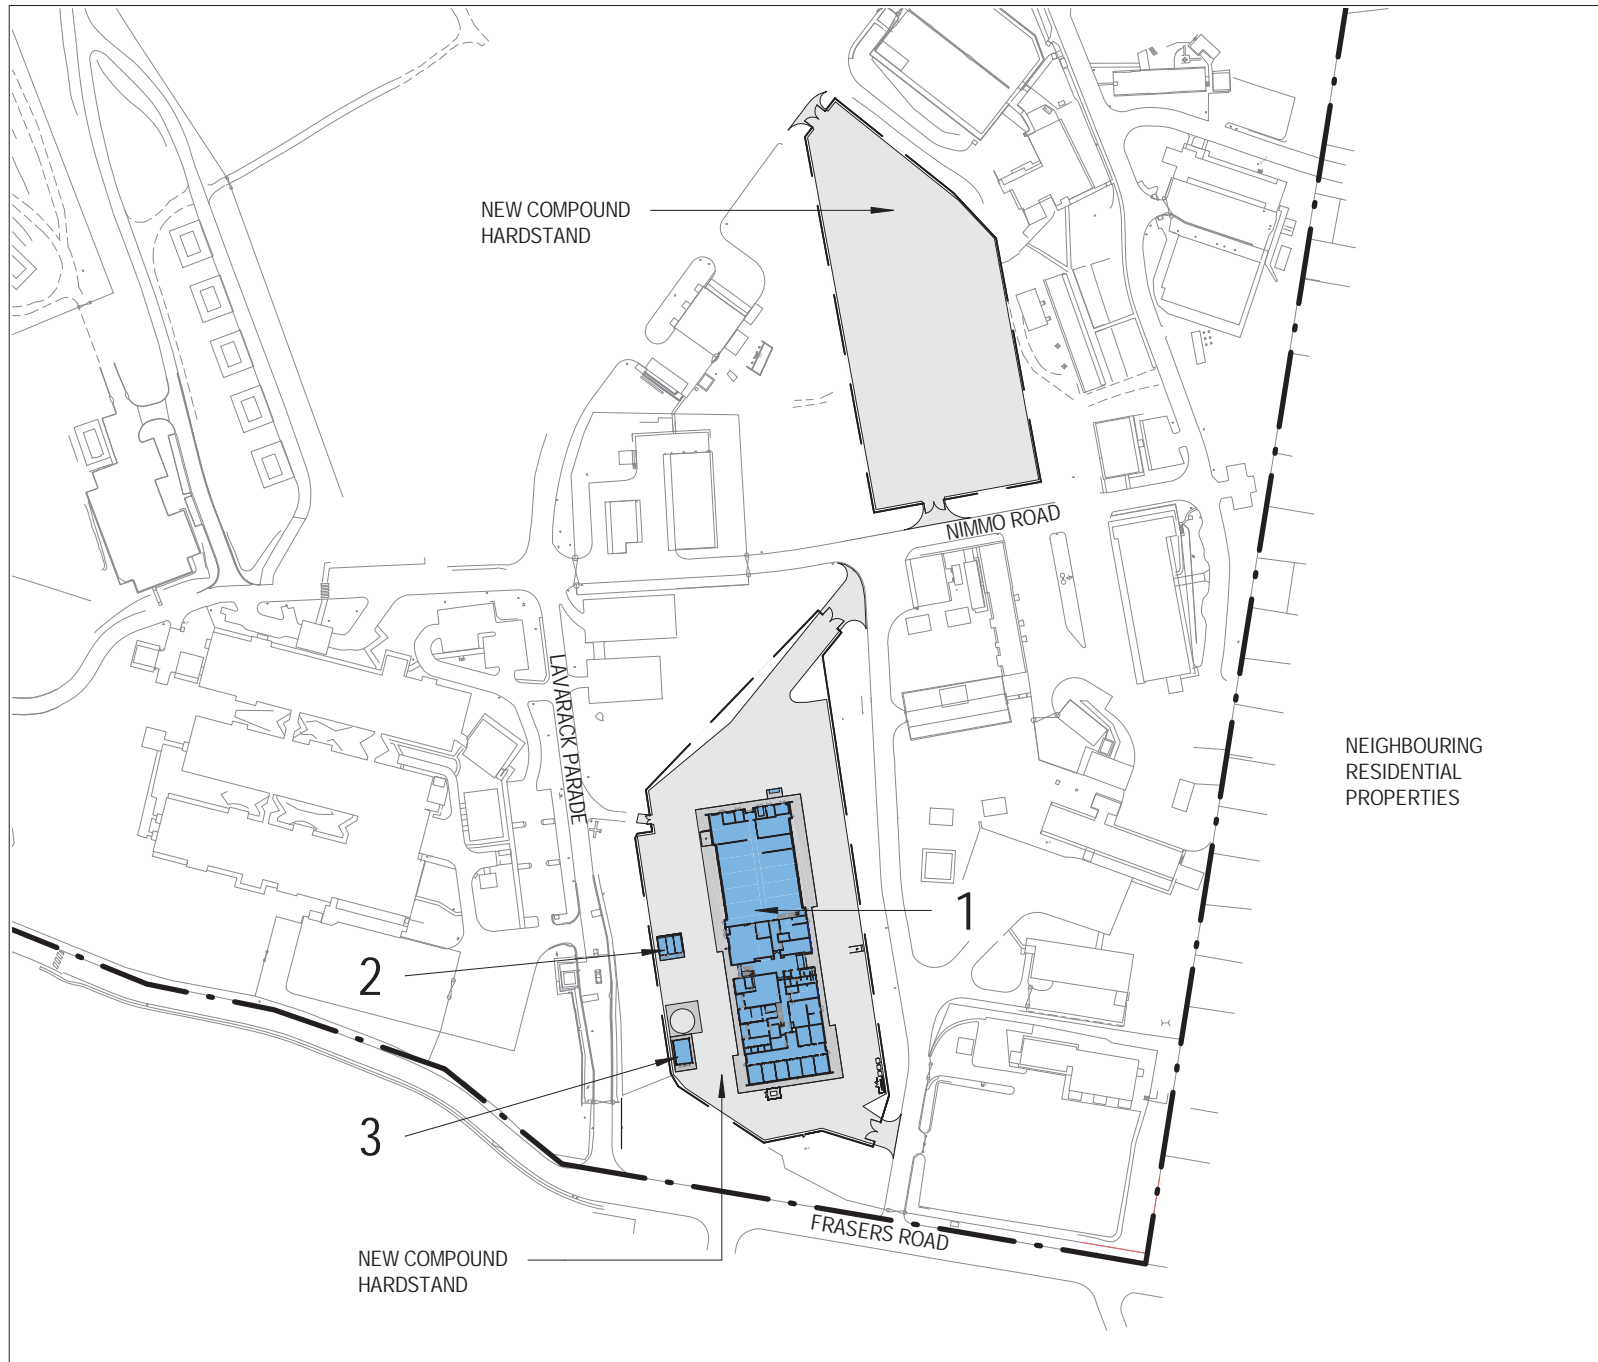 NEW COMPOUND
HARDSTAND
NIMMO ROAD
LAVARACK PARADE
NEIGHBOURING
RESIDENTIAL
PROPERTIES
1
2
3
FRASERS ROAD
NEW COMPOUND
HARDSTAND